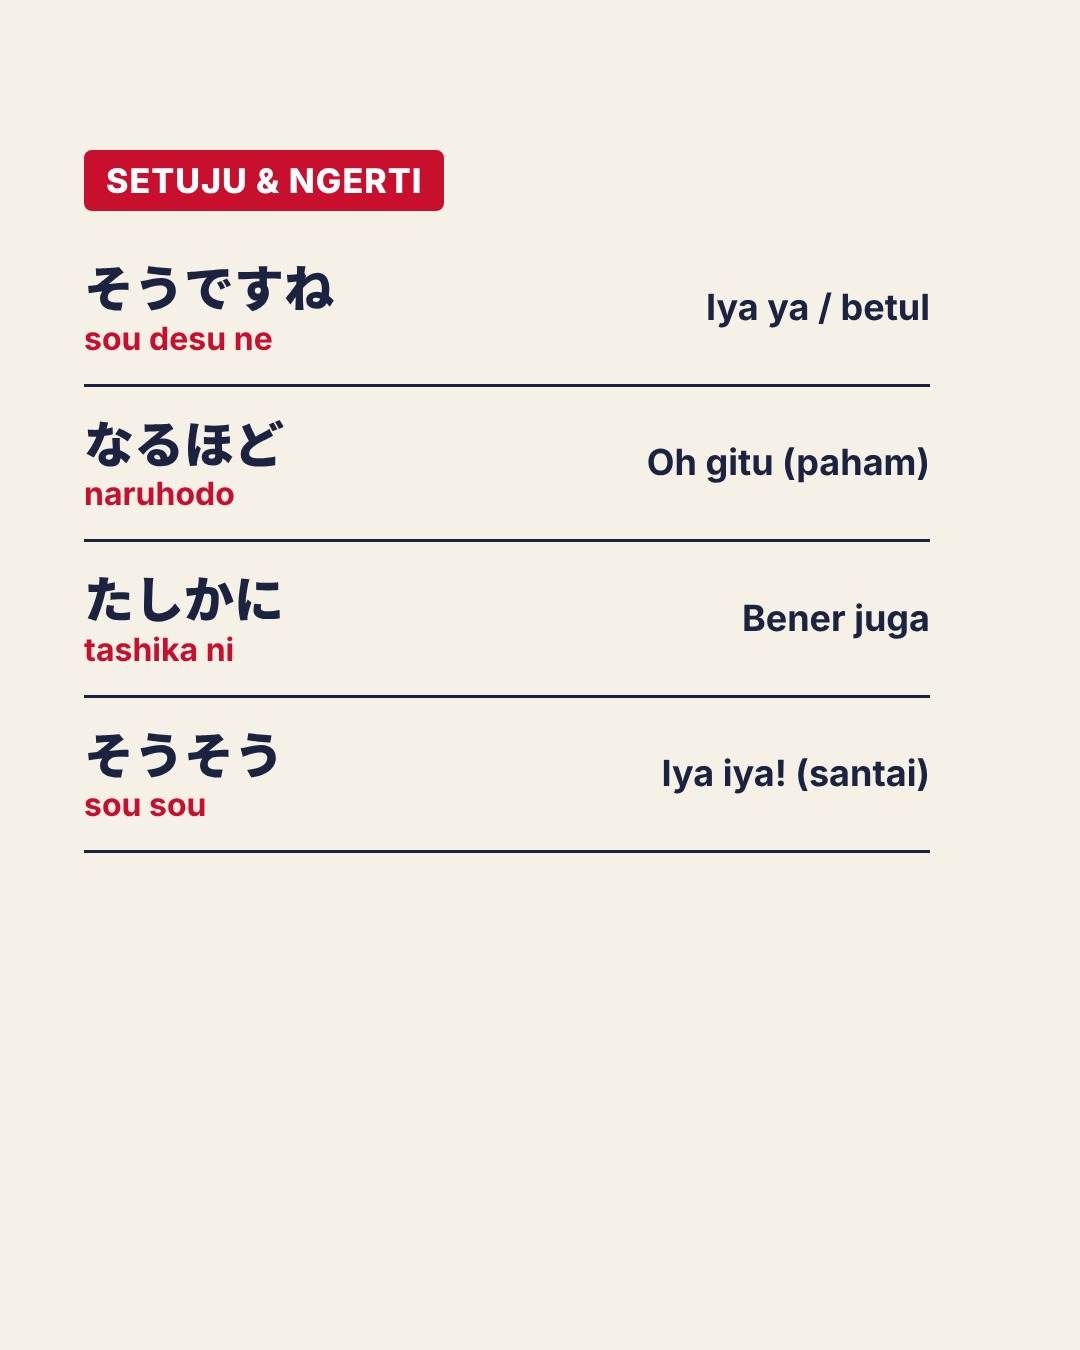 SETUJU & NGERTI
そうですね
sou desu ne
Iya ya / betul
なるほど
naruhodo
Oh gitu (paham)
たしかに
tashika ni
Bener juga
そうそう
sou sou
Iya iya! (santai)